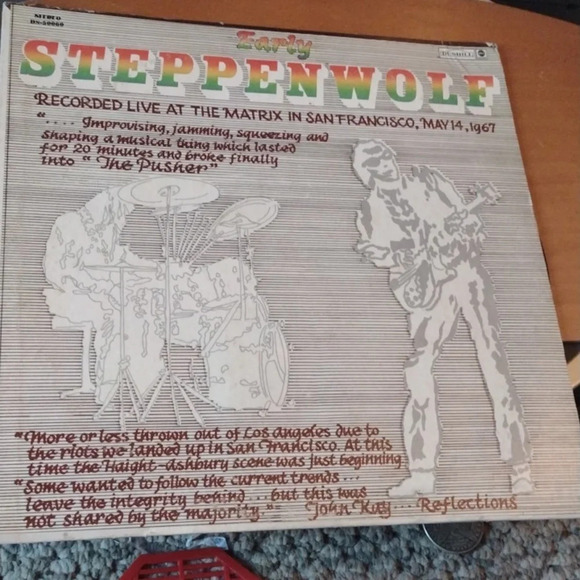 STEREO
DS-50060
DUNHILL
Early
STEPPENWOLF
RECORDED LIVE AT THE MATRIX IN SAN FRANCISCO, MAY 14, 1967
".... Improvising, jamming, squeezing and
shaping a musical thing which lasted
for 20 minutes and broke finally
into "The Pusher"
"More or less thrown out of Los Angeles due to
the riots we landed up in San Francisco. At this
time the Haight-ashbury scene was just beginning
"Some wanted to follow the current trends...
leave the integrity behind... but this was
not shared by the majority." John Kay... Reflections